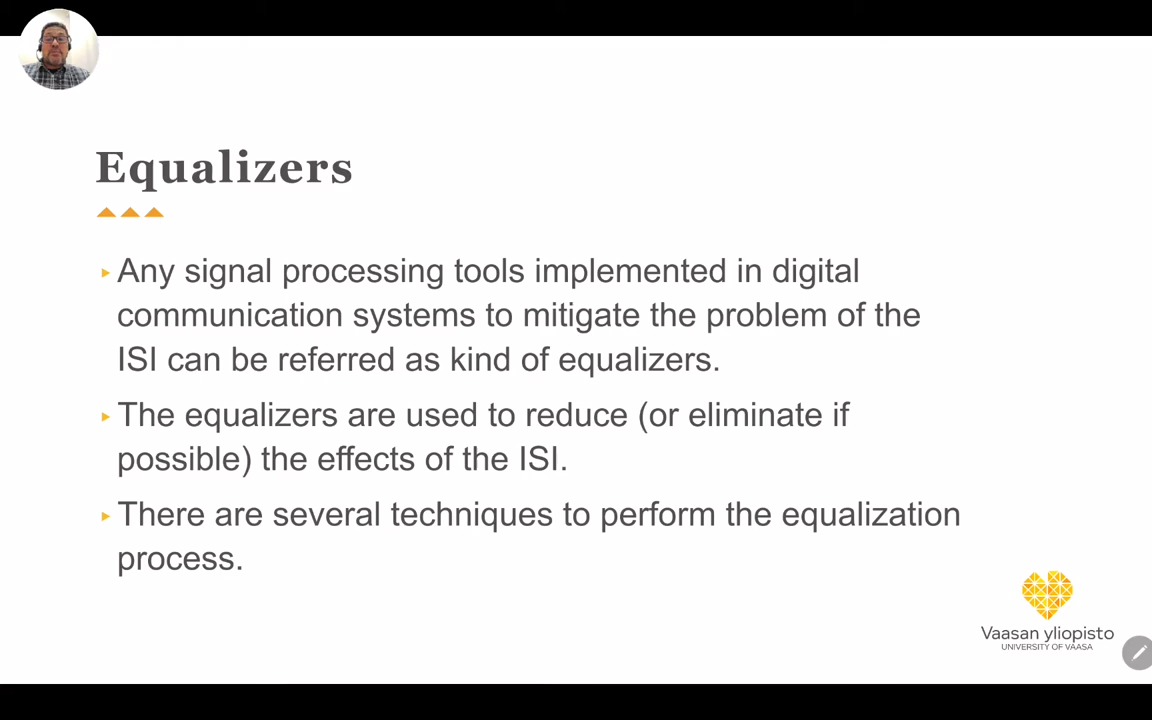 Equalizers
Any signal processing tools implemented in digital
communication systems to mitigate the problem of the
ISI can be referred as kind of equalizers.
The equalizers are used to reduce (or eliminate if
possible) the effects of the ISI.
There are several techniques to perform the equalization
process.
Vaasan yliopisto
UNIVERSITY OF VAASA